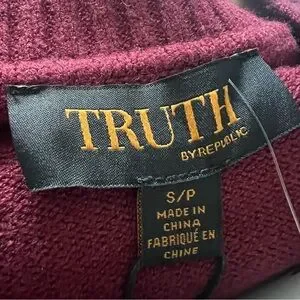 TRUTH
BY REPUBLIC
S/P
MADE IN
CHINA
FABRIQUÉ EN
CHINE